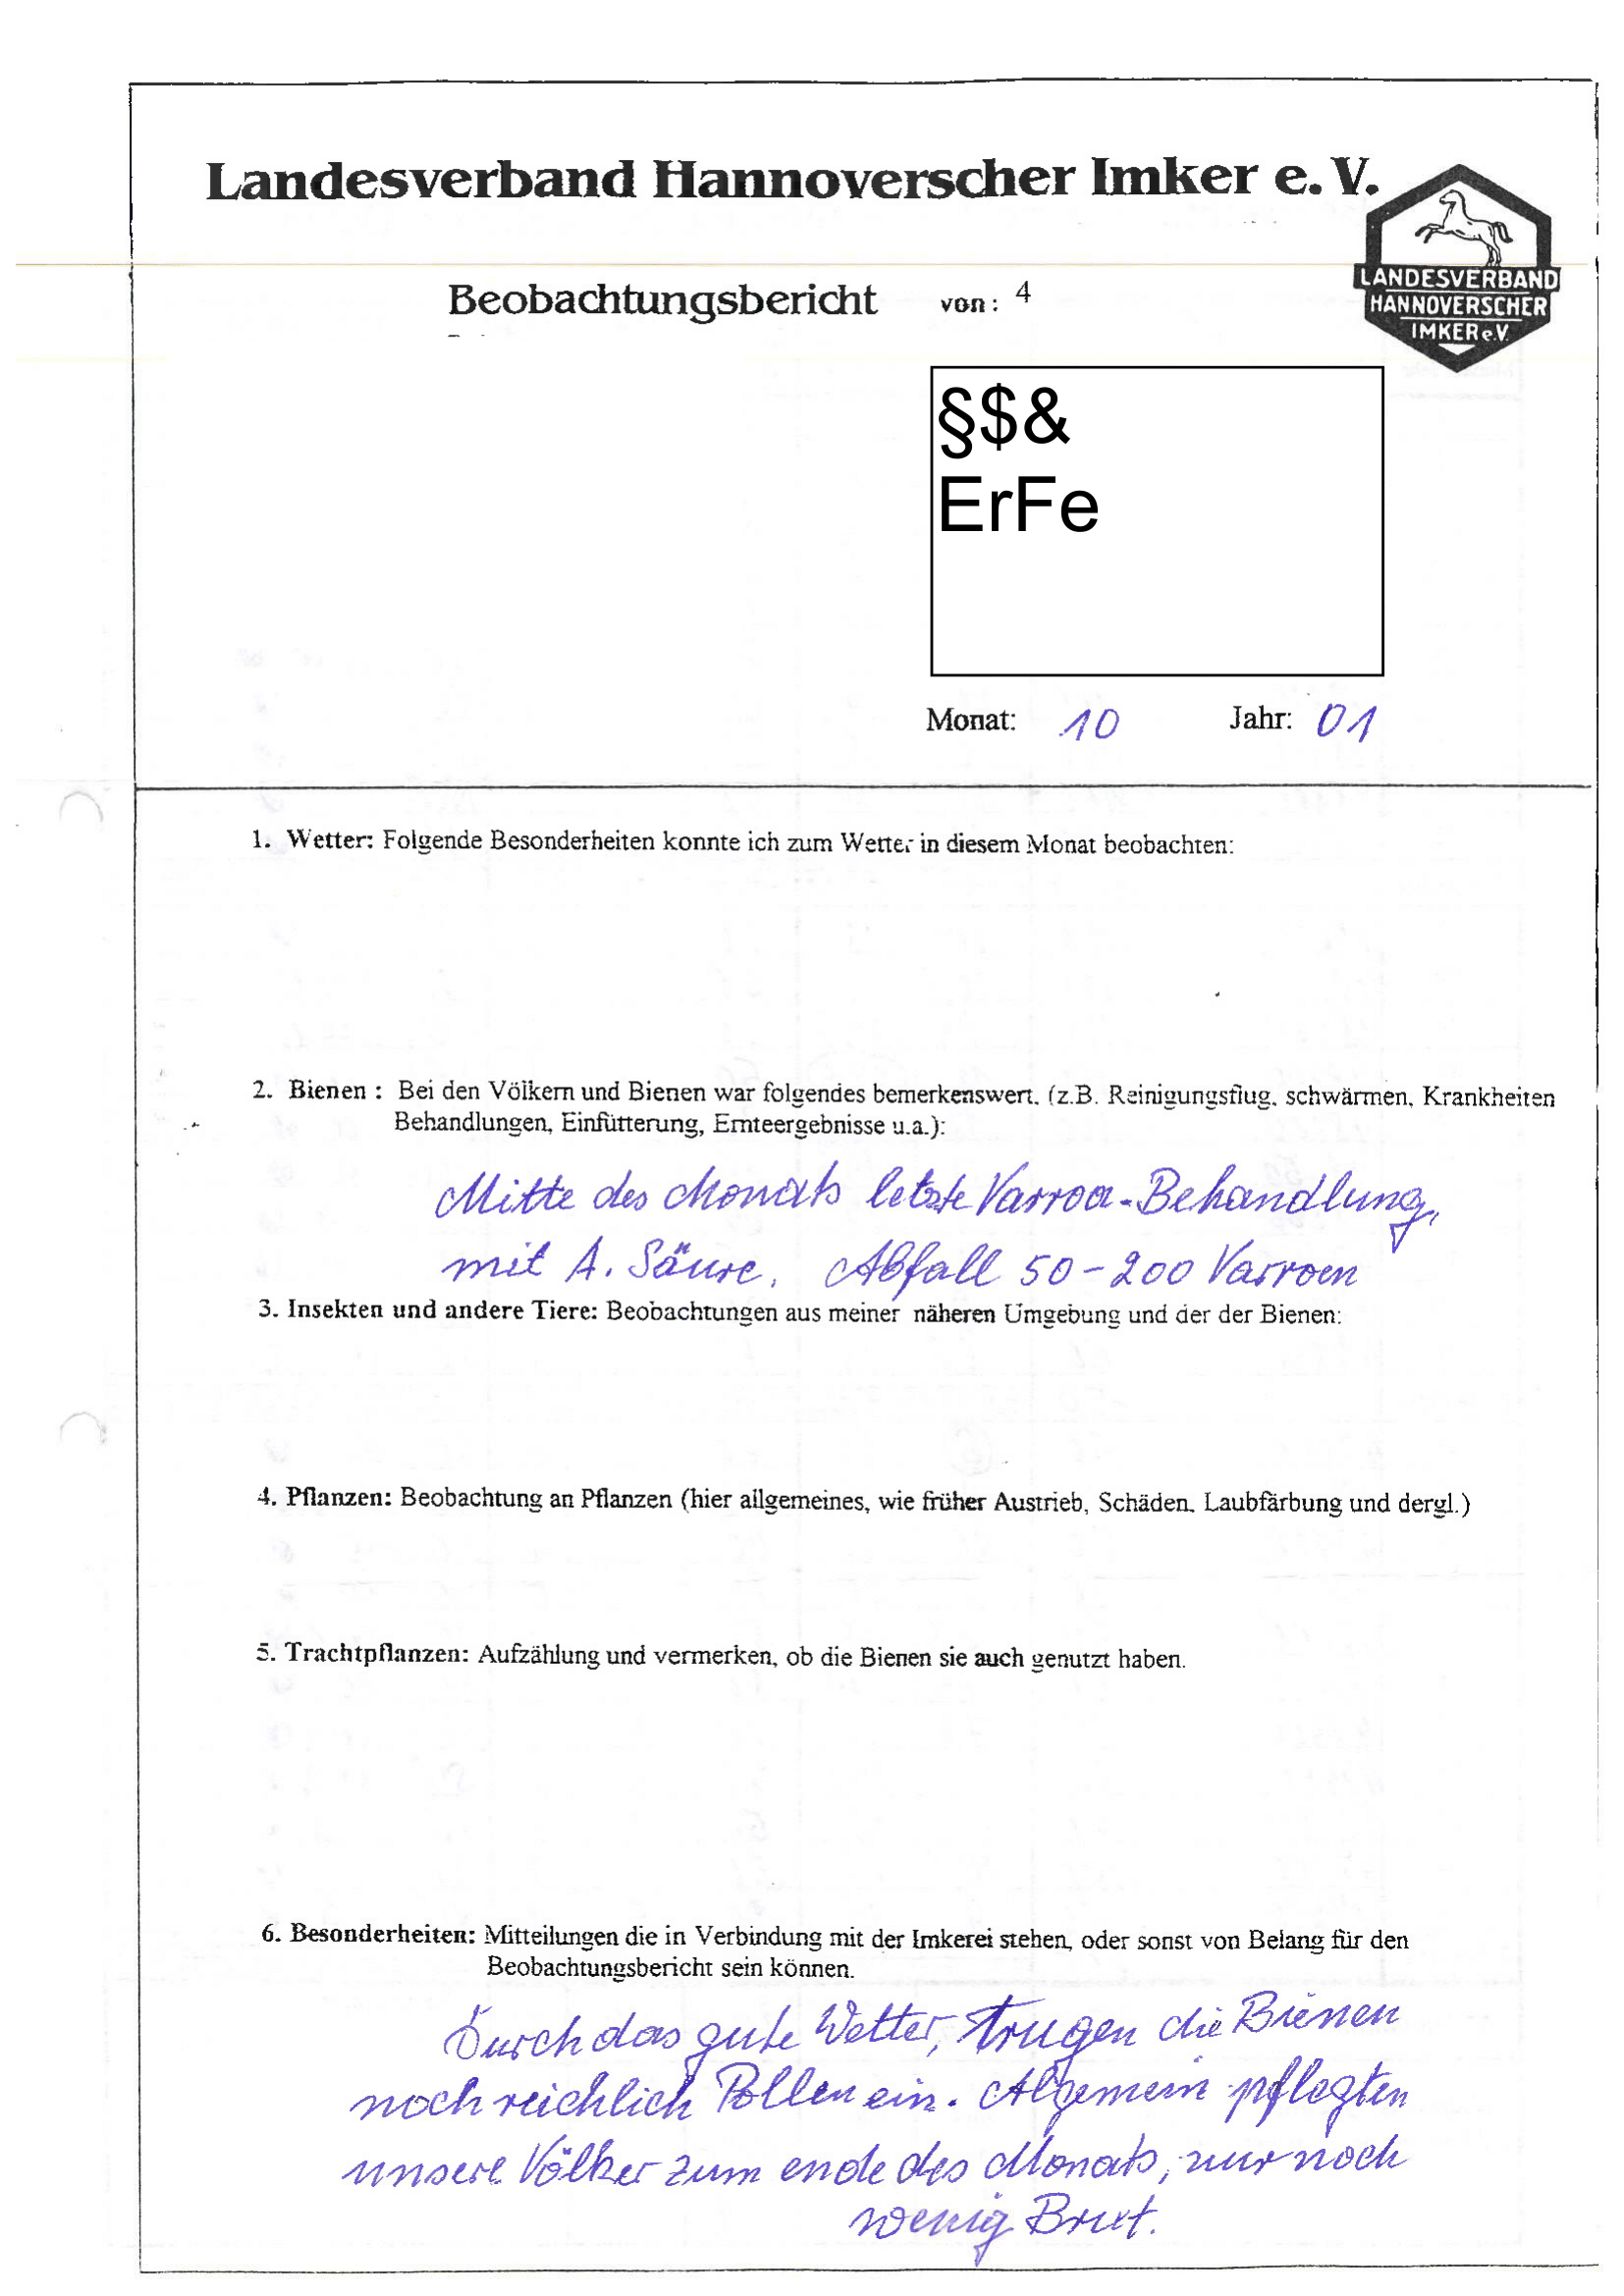 Landesverband Hannoverscher Imker e. V.
LANDESVERBAND
HANNOVERSCHER
IMKER e.V.
Beobachtungsbericht von: 4
§$&
ErFe
Monat: 10 Jahr: 01
1. Wetter: Folgende Besonderheiten konnte ich zum Wetter in diesem Monat beobachten:
2. Bienen : Bei den Völkern und Bienen war folgendes bemerkenswert. (z.B. Reinigungsflug, schwärmen, Krankheiten
Behandlungen, Einfütterung, Ernteergebnisse u.a.):
Mitte des Monats letzte Varroa-Behandlung,
mit A. Säure. Abfall 50-200 Varroen
3. Insekten und andere Tiere: Beobachtungen aus meiner näheren Umgebung und der der Bienen:
4. Pflanzen: Beobachtung an Pflanzen (hier allgemeines, wie früher Austrieb, Schäden, Laubfärbung und dergl.)
5. Trachtpflanzen: Aufzählung und vermerken, ob die Bienen sie auch genutzt haben.
6. Besonderheiten: Mitteilungen die in Verbindung mit der Imkerei stehen, oder sonst von Belang für den
Beobachtungsbericht sein können.
Durch das gute Wetter, trugen die Bienen
noch reichlich Pollen ein. Algemein pflegten
unsere Völker zum ende des Monats, nur noch
wenig Brut.